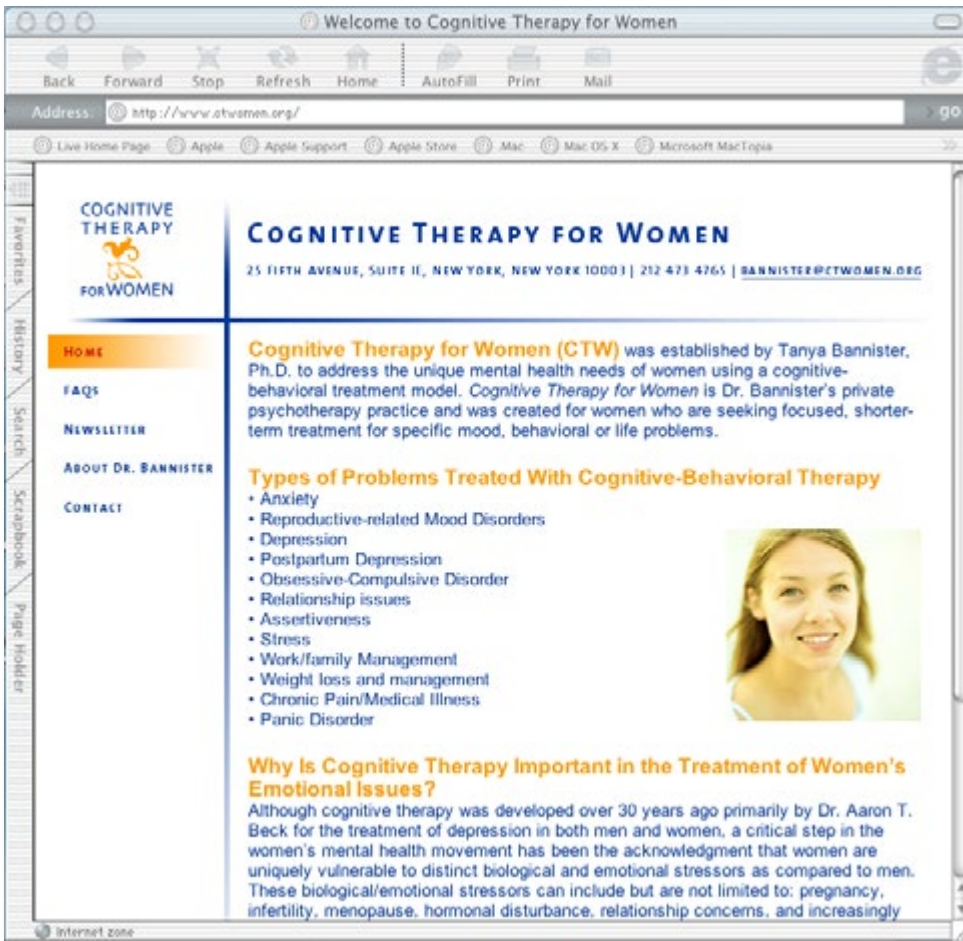 Welcome to Cognitive Therapy for Women
Back Forward Stop Refresh Home AutoFill Print Mail
Address: http://www.ctwomen.org/ go
Live Home Page Apple Apple Support Apple Store .Mac Mac OS X Microsoft MacTopia
Favorites
History
Search
Scrapbook
Page Holder
COGNITIVE
THERAPY
FOR WOMEN
COGNITIVE THERAPY FOR WOMEN
25 FIFTH AVENUE, SUITE 1E, NEW YORK, NEW YORK 10003 | 212 473 4765 | BANNISTER@CTWOMEN.ORG
HOME
FAQS
NEWSLETTER
ABOUT DR. BANNISTER
CONTACT
Cognitive Therapy for Women (CTW) was established by Tanya Bannister,
Ph.D. to address the unique mental health needs of women using a cognitive-
behavioral treatment model. Cognitive Therapy for Women is Dr. Bannister's private
psychotherapy practice and was created for women who are seeking focused, shorter-
term treatment for specific mood, behavioral or life problems.
Types of Problems Treated With Cognitive-Behavioral Therapy
• Anxiety
• Reproductive-related Mood Disorders
• Depression
• Postpartum Depression
• Obsessive-Compulsive Disorder
• Relationship issues
• Assertiveness
• Stress
• Work/family Management
• Weight loss and management
• Chronic Pain/Medical Illness
• Panic Disorder
Why Is Cognitive Therapy Important in the Treatment of Women's
Emotional Issues?
Although cognitive therapy was developed over 30 years ago primarily by Dr. Aaron T.
Beck for the treatment of depression in both men and women, a critical step in the
women's mental health movement has been the acknowledgment that women are
uniquely vulnerable to distinct biological and emotional stressors as compared to men.
These biological/emotional stressors can include but are not limited to: pregnancy,
infertility, menopause, hormonal disturbance, relationship concerns, and increasingly
Internet zone